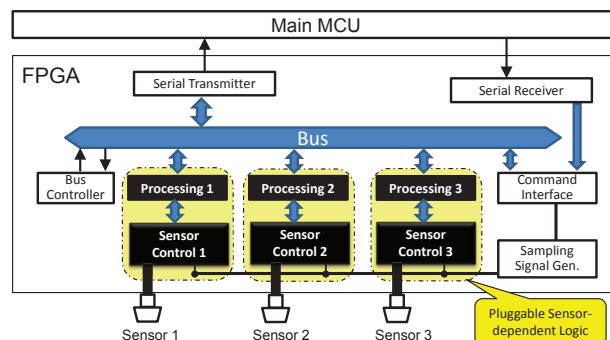 Main MCU
FPGA
Serial Transmitter
Serial Receiver
Bus
Bus
Controller
Processing 1
Processing 2
Processing 3
Command
Interface
Sensor
Control 1
Sensor
Control 2
Sensor
Control 3
Sampling
Signal Gen.
Sensor 1
Sensor 2
Sensor 3
Pluggable Sensor-
dependent Logic